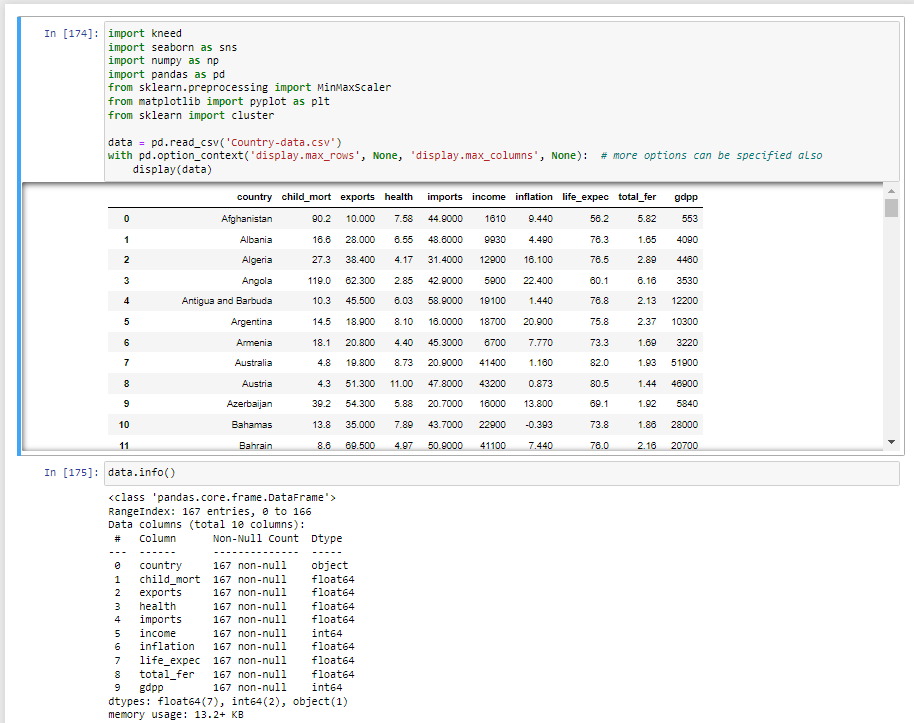 In [174]: import kneed
import seaborn as sns
import numpy as np
import pandas as pd
from sklearn.preprocessing import MinMaxScaler
from matplotlib import pyplot as plt
from sklearn import cluster
data = pd.read_csv('Country-data.csv')
with pd.option_context('display.max_rows', None, 'display.max_columns', None):  # more options can be specified also
    display(data)
country child_mort exports health imports income inflation life_expec total_fer gdpp
0 Afghanistan 90.2 10.000 7.58 44.9000 1610 9.440 56.2 5.82 553
1 Albania 16.6 28.000 6.55 48.6000 9930 4.490 76.3 1.65 4090
2 Algeria 27.3 38.400 4.17 31.4000 12900 16.100 76.5 2.89 4460
3 Angola 119.0 62.300 2.85 42.9000 5900 22.400 60.1 6.16 3530
4 Antigua and Barbuda 10.3 45.500 6.03 58.9000 19100 1.440 76.8 2.13 12200
5 Argentina 14.5 18.900 8.10 16.0000 18700 20.900 75.8 2.37 10300
6 Armenia 18.1 20.800 4.40 45.3000 6700 7.770 73.3 1.69 3220
7 Australia 4.8 19.800 8.73 20.9000 41400 1.160 82.0 1.93 51900
8 Austria 4.3 51.300 11.00 47.8000 43200 0.873 80.5 1.44 46900
9 Azerbaijan 39.2 54.300 5.88 20.7000 16000 13.800 69.1 1.92 5840
10 Bahamas 13.8 35.000 7.89 43.7000 22900 -0.393 73.8 1.86 28000
11 Bahrain 8.6 69.500 4.97 50.9000 41100 7.440 76.0 2.16 20700
In [175]: data.info()
<class 'pandas.core.frame.DataFrame'>
RangeIndex: 167 entries, 0 to 166
Data columns (total 10 columns):
 #   Column      Non-Null Count  Dtype
---  ------      --------------  -----
 0   country     167 non-null    object
 1   child_mort  167 non-null    float64
 2   exports     167 non-null    float64
 3   health      167 non-null    float64
 4   imports     167 non-null    float64
 5   income      167 non-null    int64
 6   inflation   167 non-null    float64
 7   life_expec  167 non-null    float64
 8   total_fer   167 non-null    float64
 9   gdpp        167 non-null    int64
dtypes: float64(7), int64(2), object(1)
memory usage: 13.2+ KB